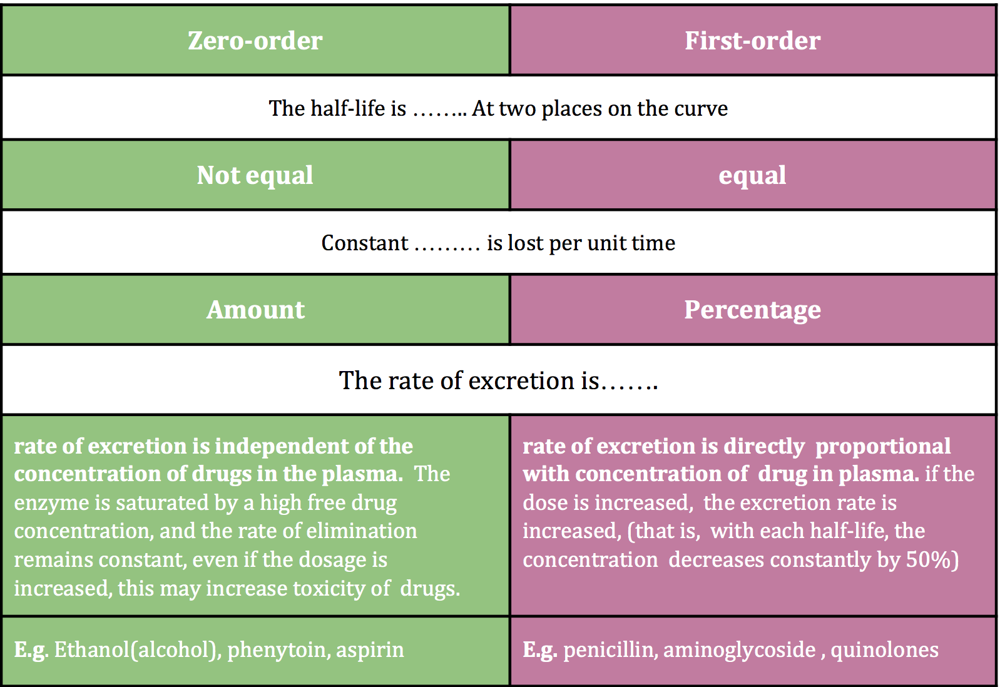 Zero-order
First-order
The half-life is …….. At two places on the curve
Not equal
equal
Constant ……… is lost per unit time
Amount
Percentage
The rate of excretion is…….
rate of excretion is independent of the
concentration of drugs in the plasma.  The
enzyme is saturated by a high free drug
concentration, and the rate of elimination
remains constant, even if the dosage is
increased, this may increase toxicity of  drugs.
rate of excretion is directly  proportional
with concentration of  drug in plasma. if the
dose is increased,  the excretion rate is
increased, (that is,  with each half-life, the
concentration  decreases constantly by 50%)
E.g. Ethanol(alcohol), phenytoin, aspirin
E.g. penicillin, aminoglycoside , quinolones